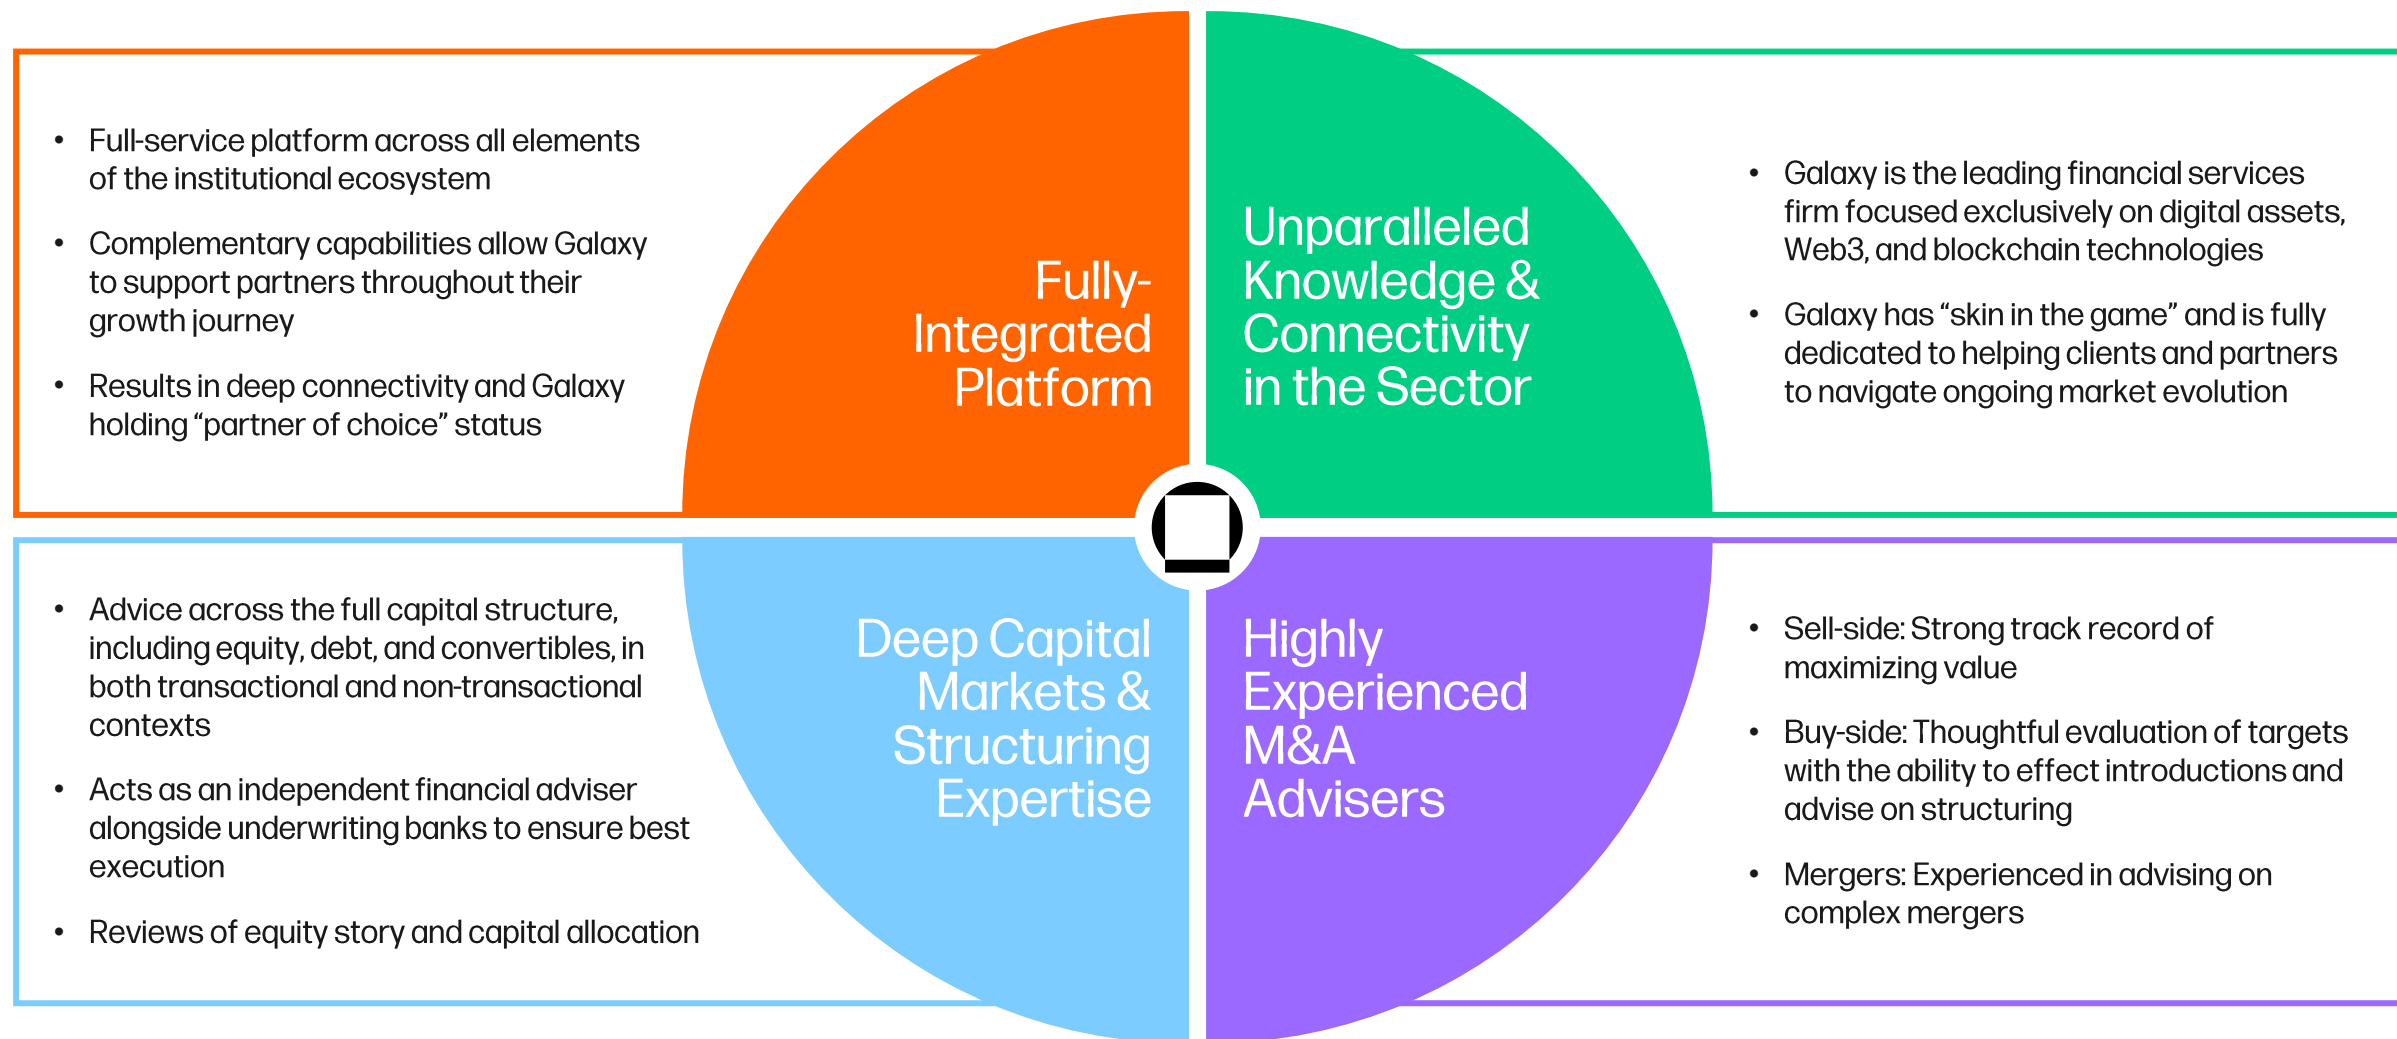 • Full-service platform across all elements
of the institutional ecosystem
• Complementary capabilities allow Galaxy
to support partners throughout their
growth journey
• Results in deep connectivity and Galaxy
holding “partner of choice” status
Fully-
Integrated
Platform
Unparalleled
Knowledge &
Connectivity
in the Sector
• Galaxy is the leading financial services
firm focused exclusively on digital assets,
Web3, and blockchain technologies
• Galaxy has “skin in the game” and is fully
dedicated to helping clients and partners
to navigate ongoing market evolution
• Advice across the full capital structure,
including equity, debt, and convertibles, in
both transactional and non-transactional
contexts
• Acts as an independent financial adviser
alongside underwriting banks to ensure best
execution
• Reviews of equity story and capital allocation
Deep Capital
Markets &
Structuring
Expertise
Highly
Experienced
M&A
Advisers
• Sell-side: Strong track record of
maximizing value
• Buy-side: Thoughtful evaluation of targets
with the ability to effect introductions and
advise on structuring
• Mergers: Experienced in advising on
complex mergers